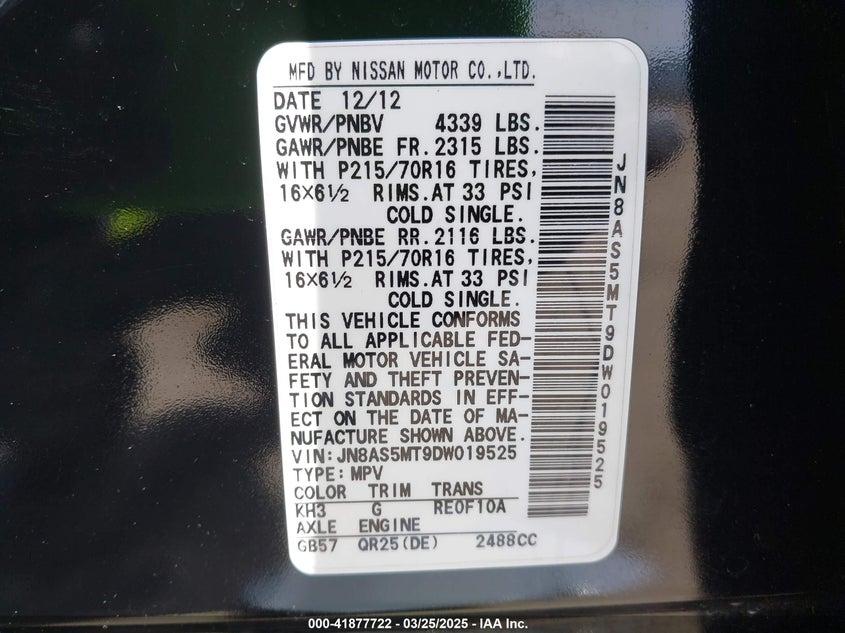 MFD BY NISSAN MOTOR CO.,LTD.
DATE 12/12
GVWR/PNBV 4339 LBS.
GAWR/PNBE FR.2315 LBS.
WITH P215/70R16 TIRES,
16X6½ RIMS.AT 33 PSI
COLD SINGLE.
GAWR/PNBE RR.2116 LBS.
WITH P215/70R16 TIRES,
16X6½ RIMS.AT 33 PSI
COLD SINGLE.
THIS VEHICLE CONFORMS
TO ALL APPLICABLE FED-
ERAL MOTOR VEHICLE SA-
FETY AND THEFT PREVEN-
TION STANDARDS IN EFF-
ECT ON THE DATE OF MA-
NUFACTURE SHOWN ABOVE.
VIN:JN8AS5MT9DW019525
TYPE:MPV
COLOR TRIM TRANS
KH3 G RE0F10A
AXLE ENGINE
GB57 QR25(DE) 2488CC
JN8AS5MT9DW019525
000-41877722 - 03/25/2025 - IAA Inc.